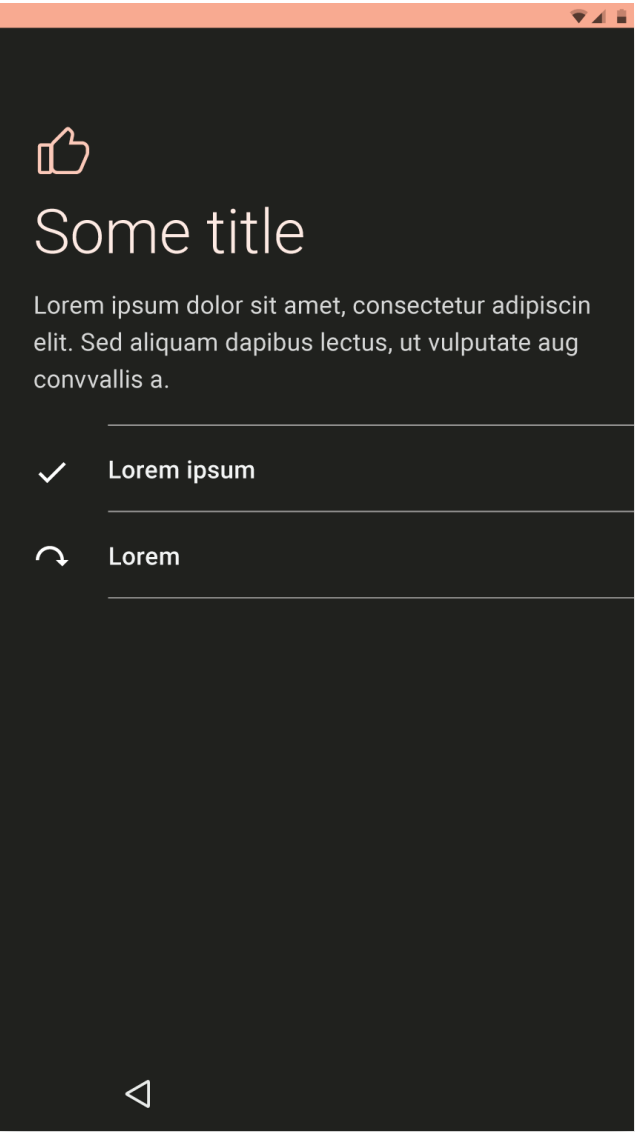 Some title
Lorem ipsum dolor sit amet, consectetur adipiscin
elit. Sed aliquam dapibus lectus, ut vulputate aug
convvallis a.
Lorem ipsum
Lorem